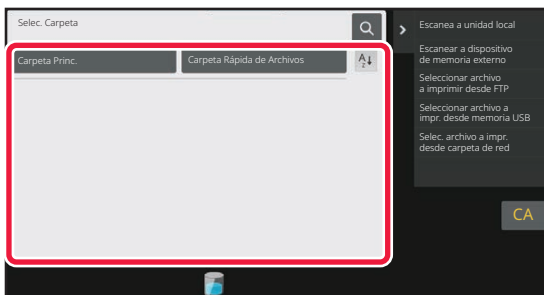 Selec. Carpeta
Carpeta Princ.
Carpeta Rápida de Archivos
A
Z
Escanea a unidad local
Escanear a dispositivo
de memoria externo
Seleccionar archivo
a imprimir desde FTP
Seleccionar archivo a
impr. desde memoria USB
Selec. archivo a impr.
desde carpeta de red
CA